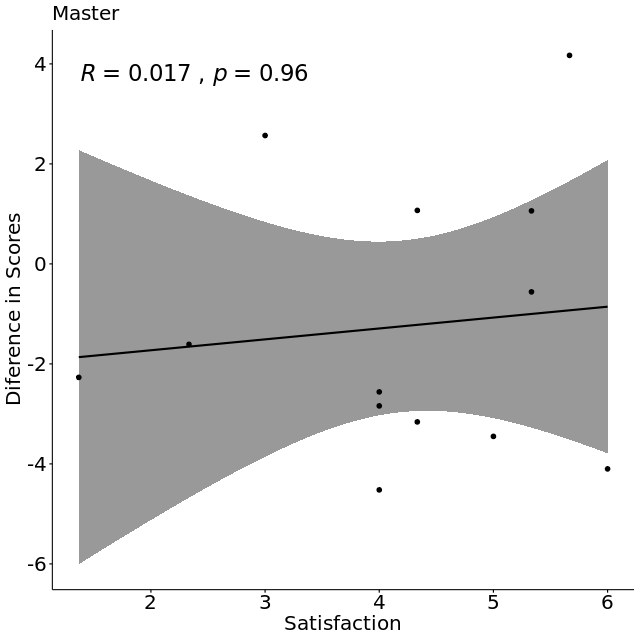 Master
R = 0.017 , p = 0.96
Diference in Scores
4
2
0
-2
-4
-6
2 3 4 5 6
Satisfaction